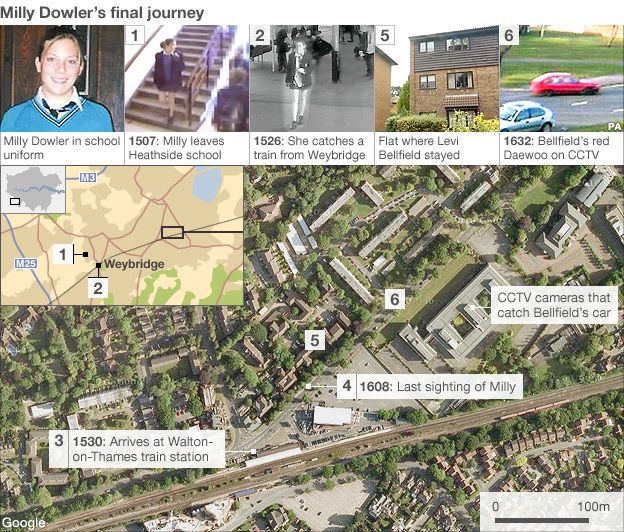 Milly Dowler's final journey
1
2
5
6
PA
Milly Dowler in school
uniform
1507: Milly leaves
Heathside school
1526: She catches a
train from Weybridge
Flat where Levi
Bellfield stayed
1632: Bellfield's red
Daewoo on CCTV
M3
M25
1
Weybridge
2
6
CCTV cameras that
catch Bellfield's car
5
4 1608: Last sighting of Milly
3 1530: Arrives at Walton-
on-Thames train station
0 100m
Google